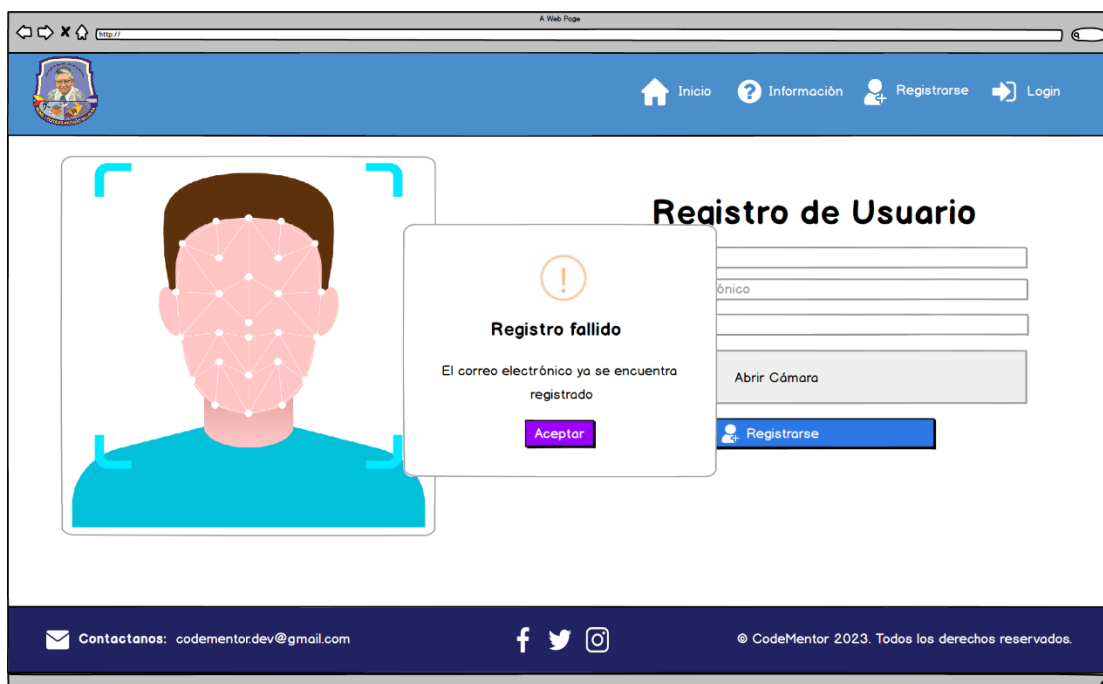 A Web Page
http://
Inicio
Información
Registrarse
Login
Registro de Usuario
ónico
Registro fallido
El correo electrónico ya se encuentra
registrado
Aceptar
Abrir Cámara
Registrarse
Contactanos: codementor.dev@gmail.com
© CodeMentor 2023. Todos los derechos reservados.